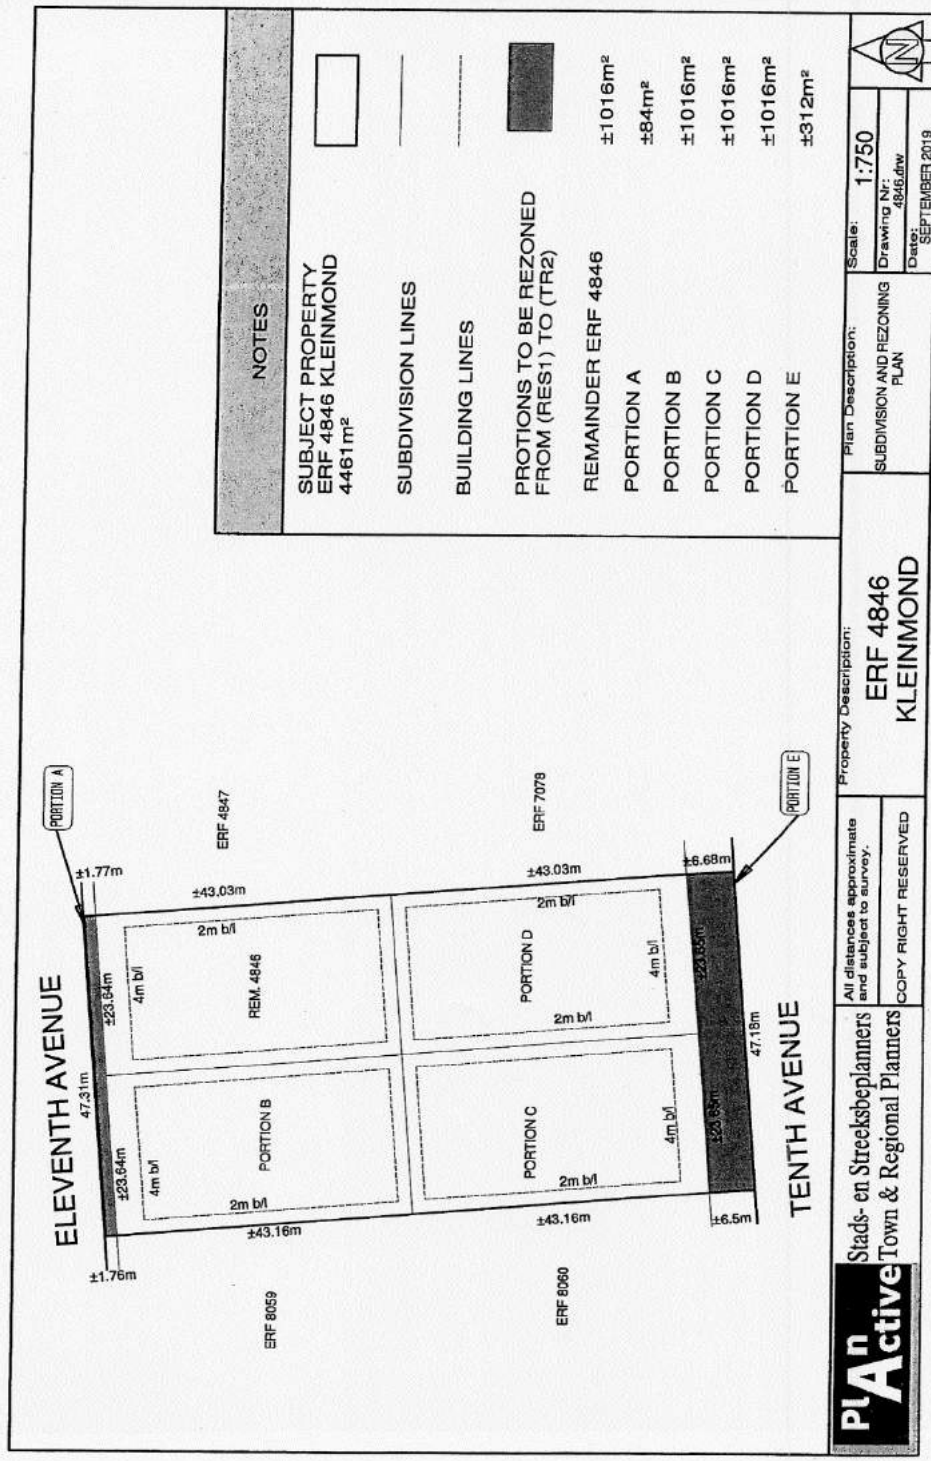 ELEVENTH AVENUE
47.31m
PORTION A
±1.76m
±23.64m
±23.64m
±1.77m
4m b/l
4m b/l
ERF 8059
±43.16m
2m b/l
PORTION B
REM. 4846
2m b/l
±43.03m
ERF 4847
ERF 8060
±43.16m
2m b/l
PORTION C
2m b/l
PORTION D
2m b/l
±43.03m
ERF 7078
4m b/l
4m b/l
±6.5m
±23.65m
±23.65m
±6.68m
47.18m
PORTION E
TENTH AVENUE
NOTES
SUBJECT PROPERTY
ERF 4846 KLEINMOND
4461m²
SUBDIVISION LINES
BUILDING LINES
PROTIONS TO BE REZONED
FROM (RES1) TO (TR2)
REMAINDER ERF 4846 ±1016m²
PORTION A ±84m²
PORTION B ±1016m²
PORTION C ±1016m²
PORTION D ±1016m²
PORTION E ±312m²
Plan Active
Stads- en Streeksbeplanners
Town & Regional Planners
All distances approximate
and subject to survey.
COPY RIGHT RESERVED
Property Description:
ERF 4846
KLEINMOND
Plan Description:
SUBDIVISION AND REZONING
PLAN
Scale:
1:750
Drawing Nr:
4846.drw
Date:
SEPTEMBER 2019
N